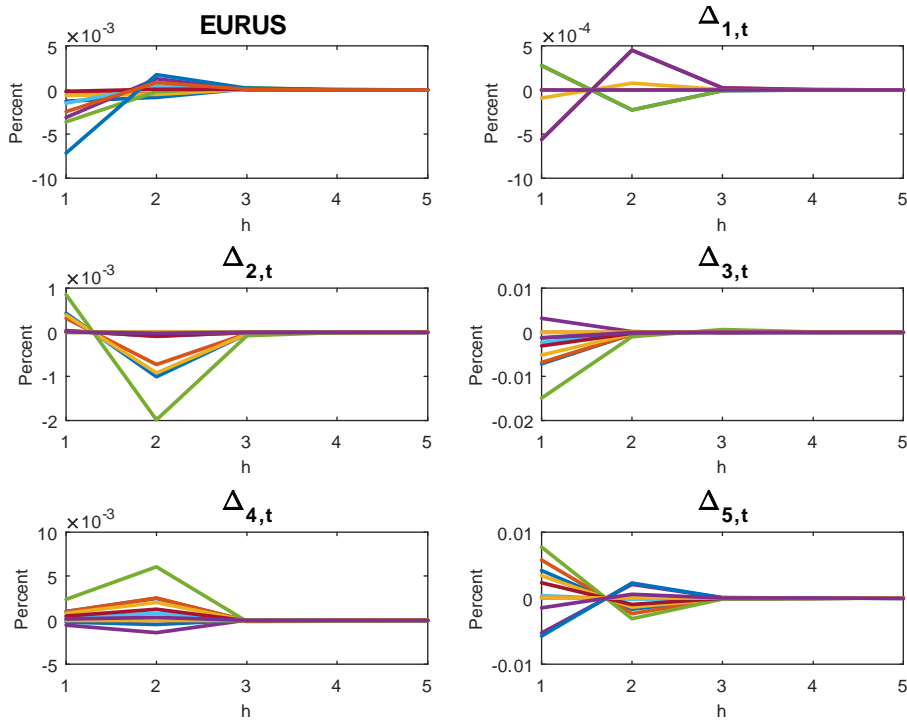 EURUS
×10-3
5
0
-5
-10
Percent
1 2 3 4 5
h
Δ1,t
×10-4
5
0
-5
-10
Percent
1 2 3 4 5
h
Δ2,t
×10-3
1
0
-1
-2
Percent
1 2 3 4 5
h
Δ3,t
0.01
0
-0.01
-0.02
Percent
1 2 3 4 5
h
Δ4,t
×10-3
10
5
0
-5
Percent
1 2 3 4 5
h
Δ5,t
0.01
0
-0.01
Percent
1 2 3 4 5
h